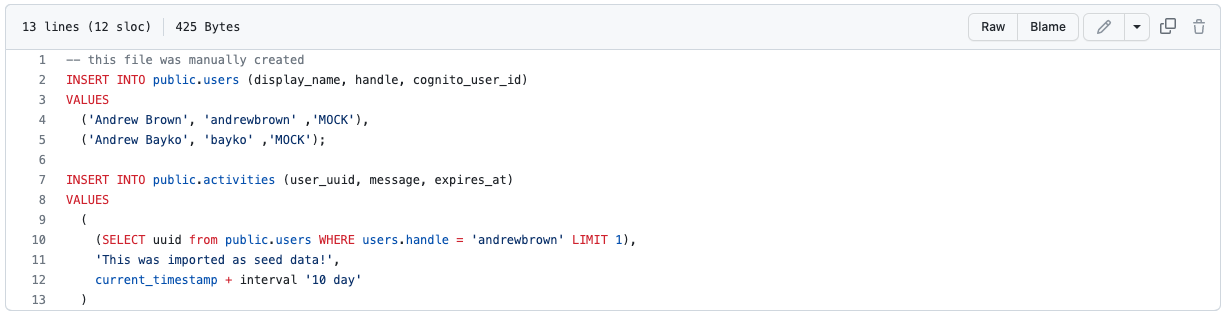 13 lines (12 sloc) 425 Bytes Raw Blame
1 -- this file was manually created
2 INSERT INTO public.users (display_name, handle, cognito_user_id)
3 VALUES
4   ('Andrew Brown', 'andrewbrown' ,'MOCK'),
5   ('Andrew Bayko', 'bayko' ,'MOCK');
6
7 INSERT INTO public.activities (user_uuid, message, expires_at)
8 VALUES
9   (
10     (SELECT uuid from public.users WHERE users.handle = 'andrewbrown' LIMIT 1),
11     'This was imported as seed data!',
12     current_timestamp + interval '10 day'
13   )